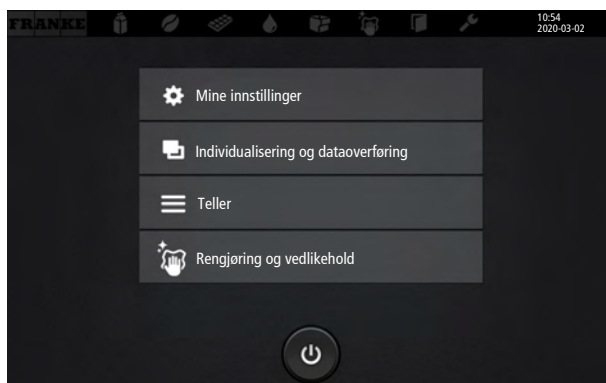 FRANKE
10:54
2020-03-02
Mine innstillinger
Individualisering og dataoverføring
Teller
Rengjøring og vedlikehold